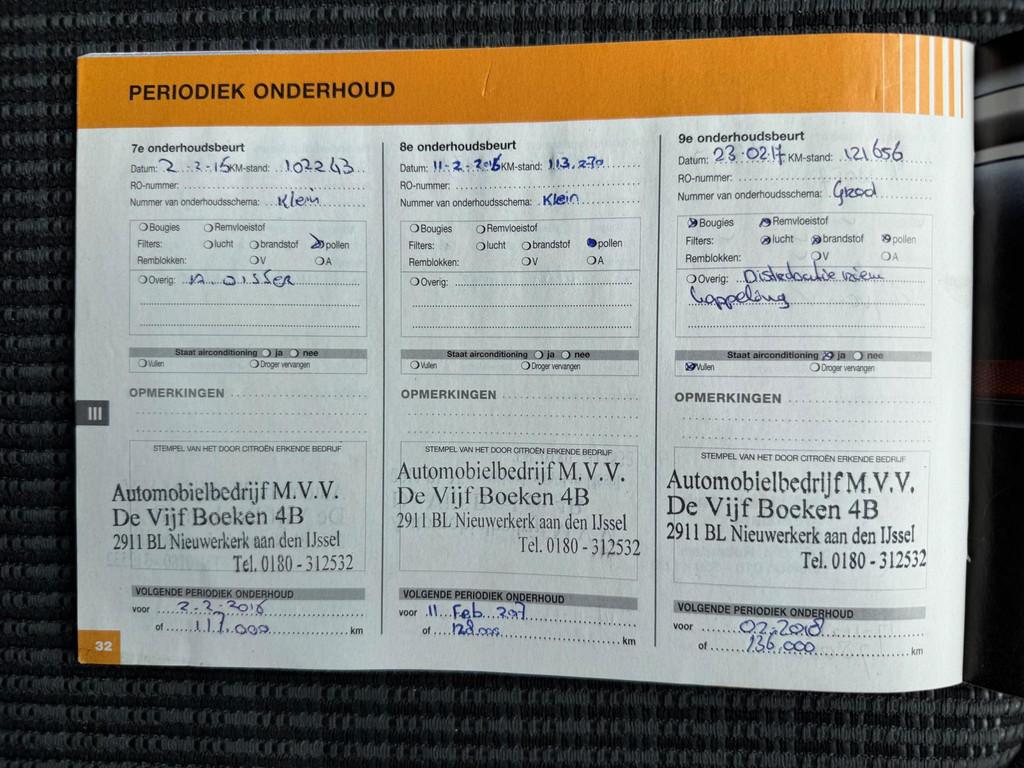 PERIODIEK ONDERHOUD
7e onderhoudsbeurt
Datum: 2-2-15 KM-stand: 102243
RO-nummer:
Nummer van onderhoudsschema: Klein
Bougies Remvloeistof
Filters: lucht brandstof pollen
Remblokken: V A
Overig: WISSER
Staat airconditioning ja nee
Vullen Droger vervangen
OPMERKINGEN
STEMPEL VAN HET DOOR CITROËN ERKENDE BEDRIJF
Automobielbedrijf M.V.V.
De Vijf Boeken 4B
2911 BL Nieuwerkerk aan den IJssel
Tel. 0180 - 312532
VOLGENDE PERIODIEK ONDERHOUD
voor 2-2-2016
of 117.000 km
8e onderhoudsbeurt
Datum: 11-2-2016 KM-stand: 113.270
RO-nummer:
Nummer van onderhoudsschema: Klein
Bougies Remvloeistof
Filters: lucht brandstof pollen
Remblokken: V A
Overig:
Staat airconditioning ja nee
Vullen Droger vervangen
OPMERKINGEN
STEMPEL VAN HET DOOR CITROËN ERKENDE BEDRIJF
Automobielbedrijf M.V.V.
De Vijf Boeken 4B
2911 BL Nieuwerkerk aan den IJssel
Tel. 0180 - 312532
VOLGENDE PERIODIEK ONDERHOUD
voor 11 Feb 207
of 128.000 km
9e onderhoudsbeurt
Datum: 23-02-17 KM-stand: 121656
RO-nummer:
Nummer van onderhoudsschema: Groot
Bougies Remvloeistof
Filters: lucht brandstof pollen
Remblokken: V A
Overig: Distributie riem
koppeling
Staat airconditioning ja nee
Vullen Droger vervangen
OPMERKINGEN
STEMPEL VAN HET DOOR CITROËN ERKENDE BEDRIJF
Automobielbedrijf M.V.V.
De Vijf Boeken 4B
2911 BL Nieuwerkerk aan den IJssel
Tel. 0180 - 312532
VOLGENDE PERIODIEK ONDERHOUD
voor 02-2018
of 136.000 km
III
32